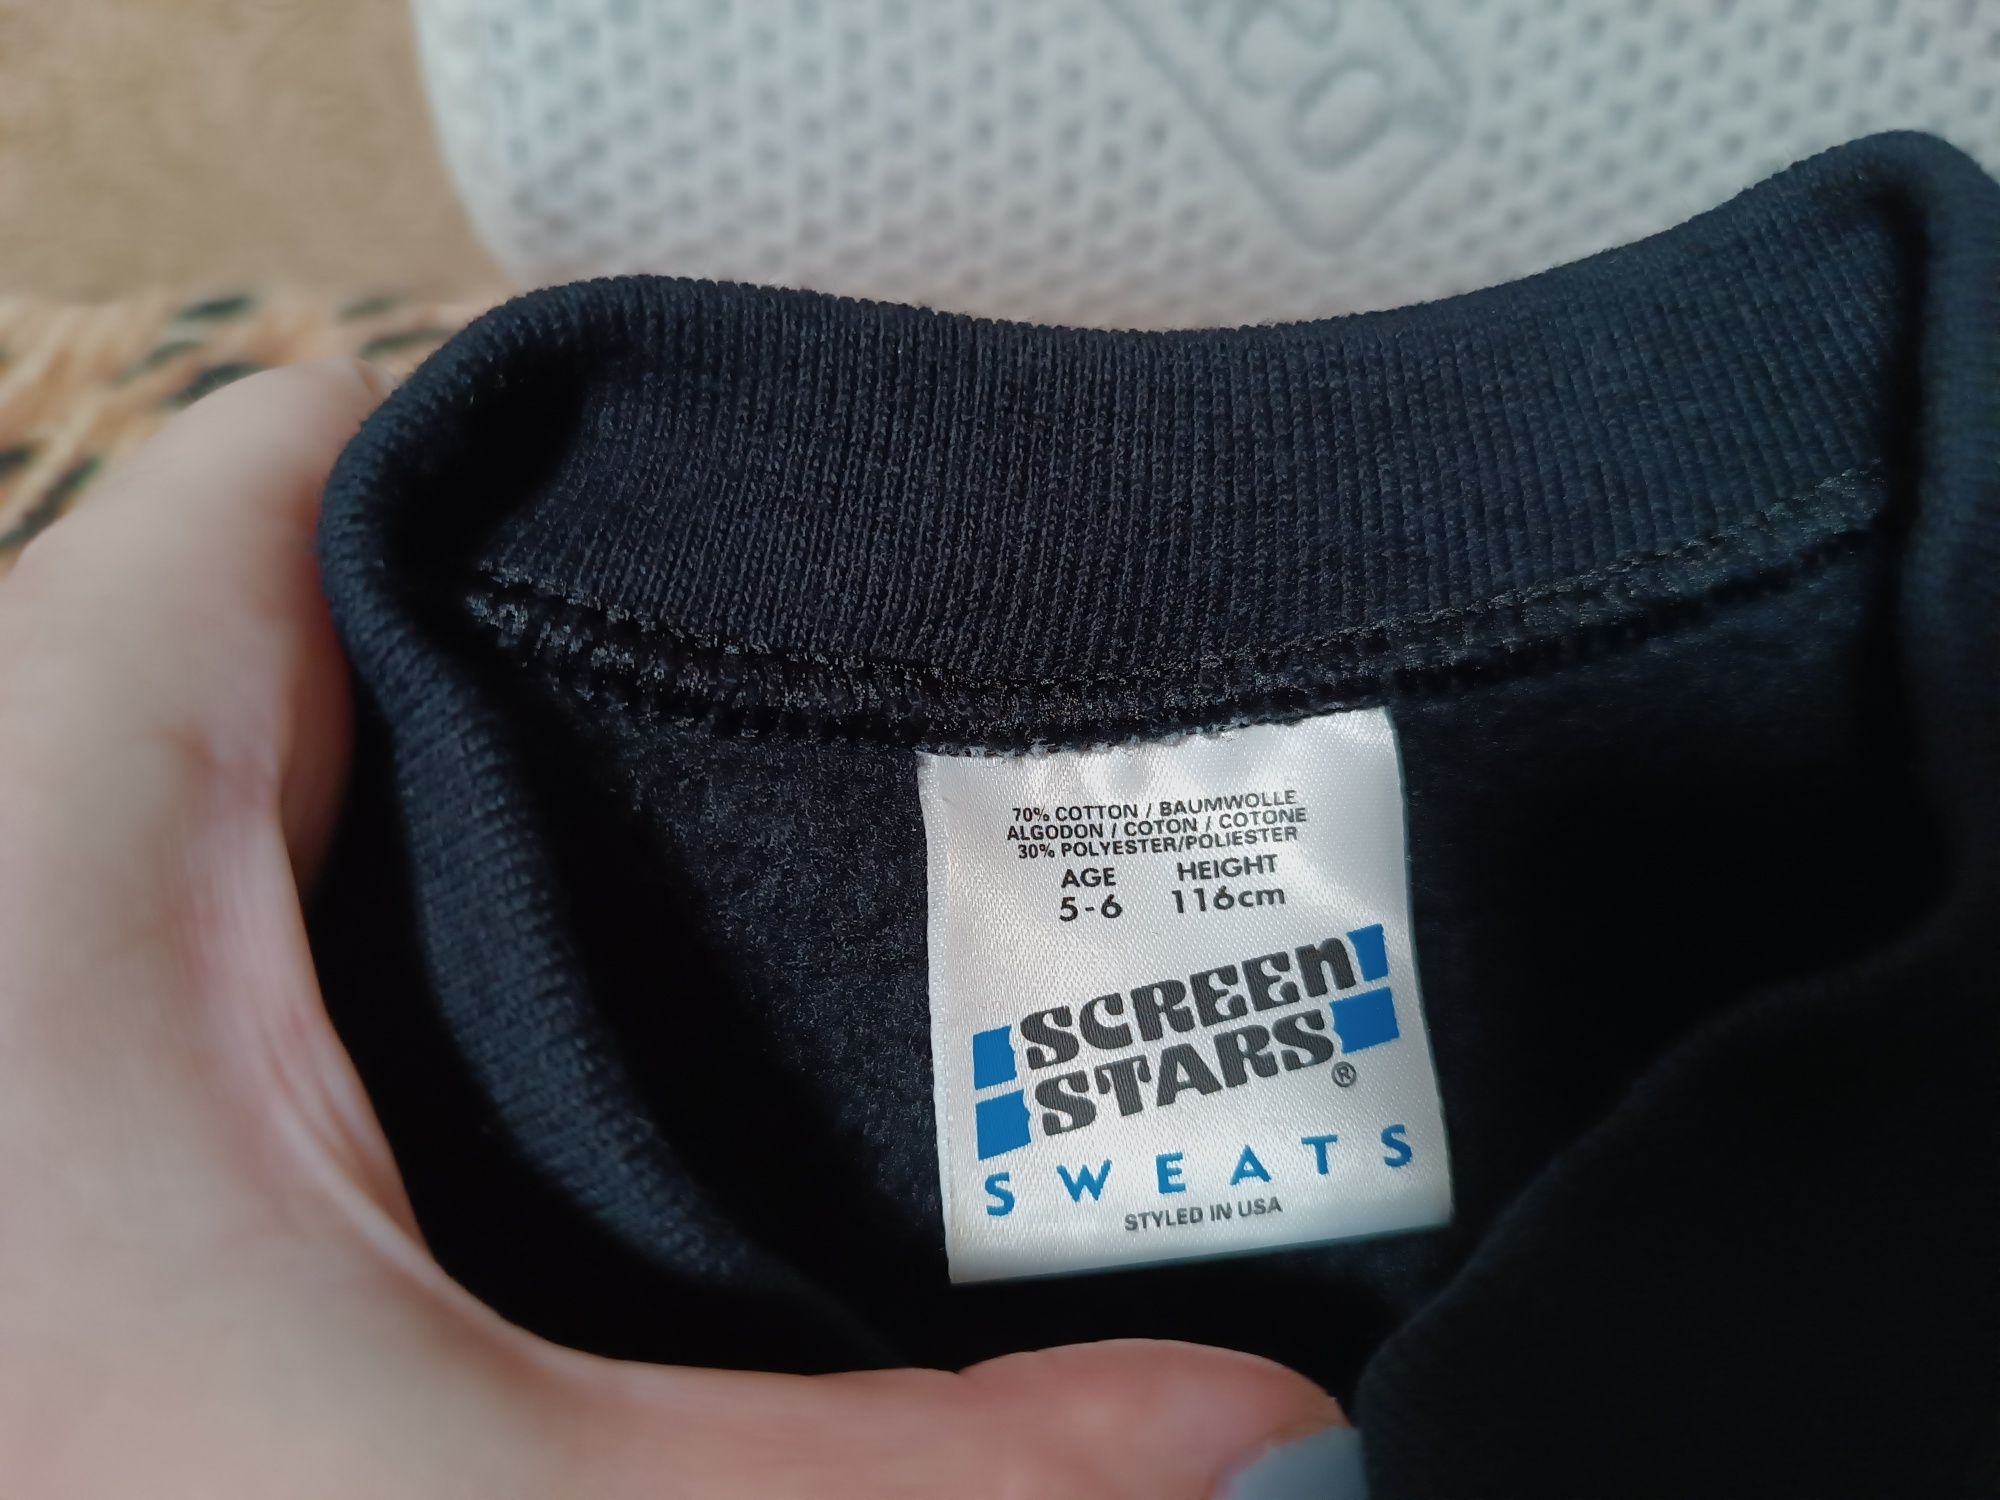 70% COTTON / BAUMWOLLE
ALGODON / COTON / COTONE
30% POLYESTER/POLIESTER
AGE HEIGHT
5-6 116cm
SCREEN
STARS®
SWEATS
STYLED IN USA